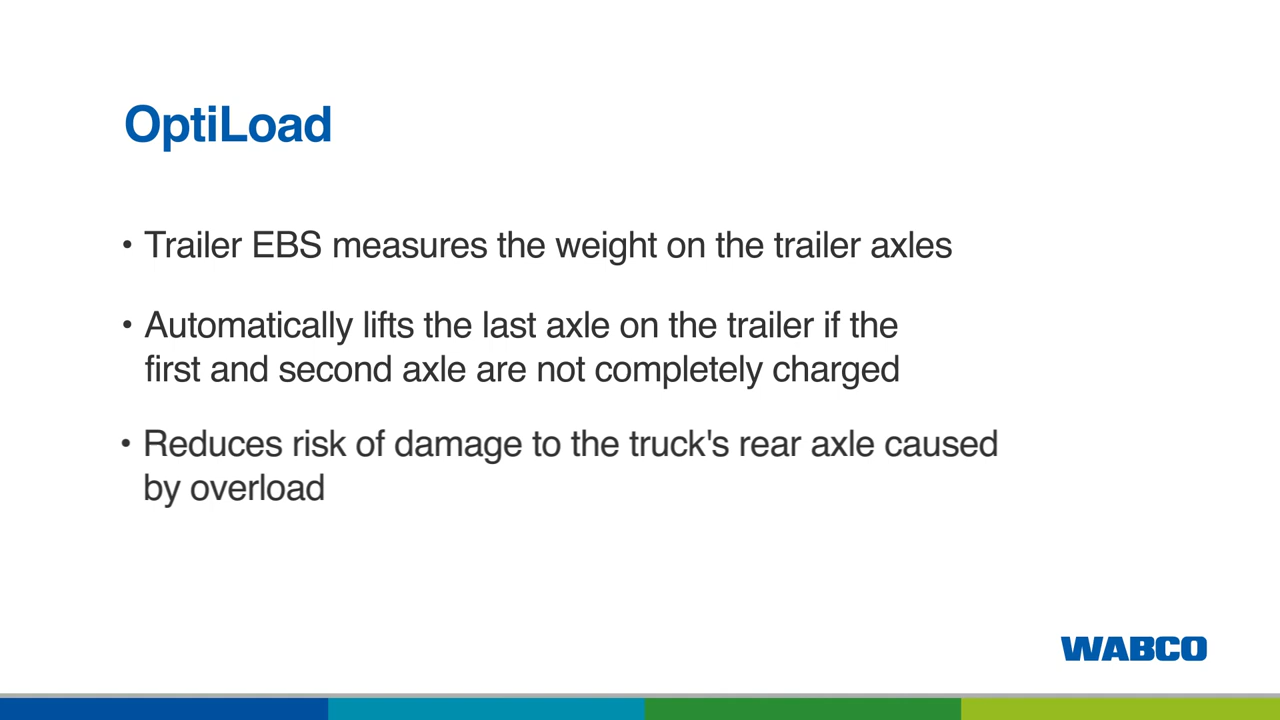 OptiLoad
• Trailer EBS measures the weight on the trailer axles
• Automatically lifts the last axle on the trailer if the
first and second axle are not completely charged
• Reduces risk of damage to the truck's rear axle caused
by overload
WABCO